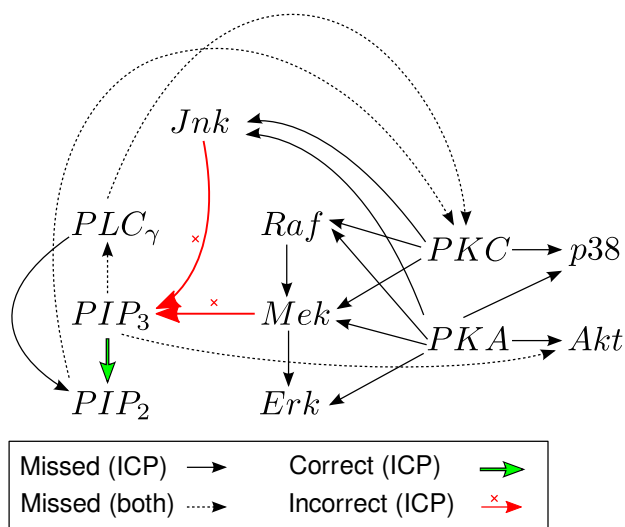 Jnk
PLCγ Raf PKC p38
PIP3 Mek PKA Akt
PIP2 Erk
Missed (ICP) Correct (ICP)
Missed (both) Incorrect (ICP)